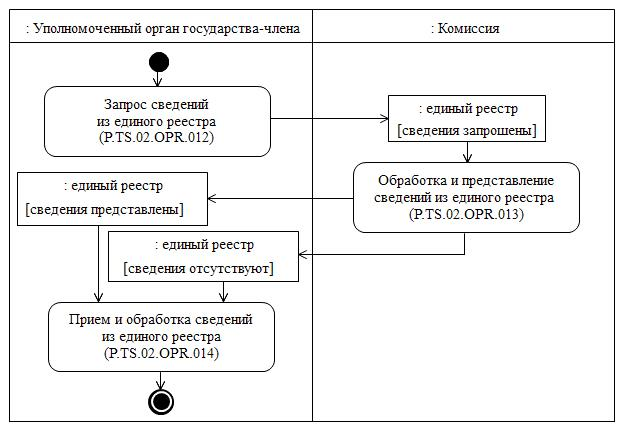 : Уполномоченный орган государства-члена
: Комиссия
Запрос сведений
из единого реестра
(P.TS.02.OPR.012)
: единый реестр
[сведения запрошены]
Обработка и представление
сведений из единого реестра
(P.TS.02.OPR.013)
: единый реестр
[сведения представлены]
: единый реестр
[сведения отсутствуют]
Прием и обработка сведений
из единого реестра
(P.TS.02.OPR.014)